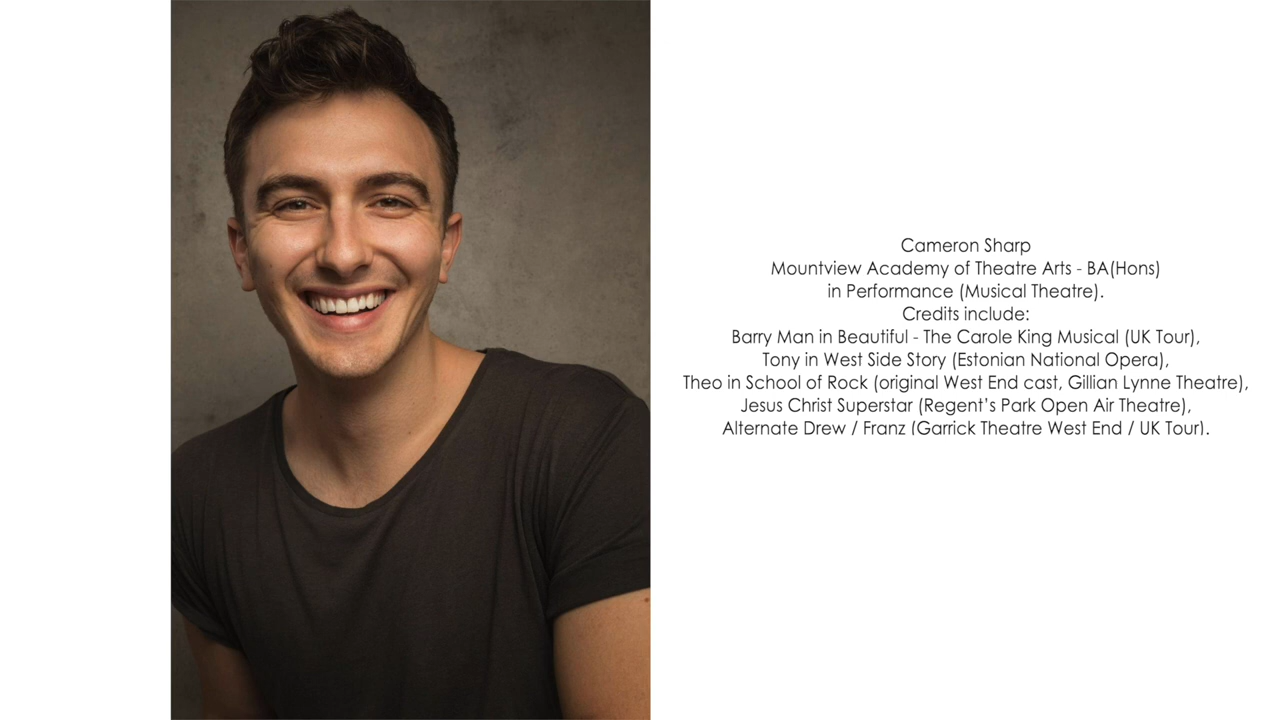 Cameron Sharp
Mountview Academy of Theatre Arts - BA(Hons)
in Performance (Musical Theatre).
Credits include:
Barry Man in Beautiful - The Carole King Musical (UK Tour),
Tony in West Side Story (Estonian National Opera),
Theo in School of Rock (original West End cast, Gillian Lynne Theatre),
Jesus Christ Superstar (Regent’s Park Open Air Theatre),
Alternate Drew / Franz (Garrick Theatre West End / UK Tour).